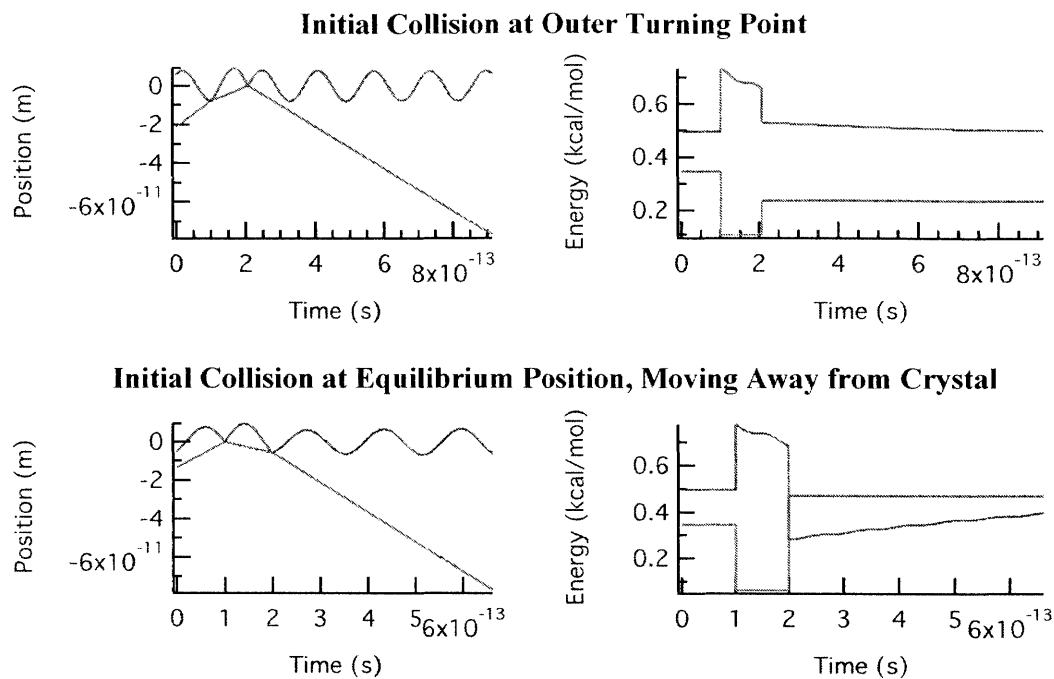 Initial Collision at Outer Turning Point
Position (m)
0
-2
-4
-6x10-11
0
2
4
6
8x10-13
Time (s)
Energy (kcal/mol)
0.6
0.4
0.2
0
2
4
6
8x10-13
Time (s)
Initial Collision at Equilibrium Position, Moving Away from Crystal
Position (m)
0
-2
-4
-6x10-11
0
1
2
3
4
5
6x10-13
Time (s)
Energy (kcal/mol)
0.6
0.4
0.2
0
1
2
3
4
5
6x10-13
Time (s)